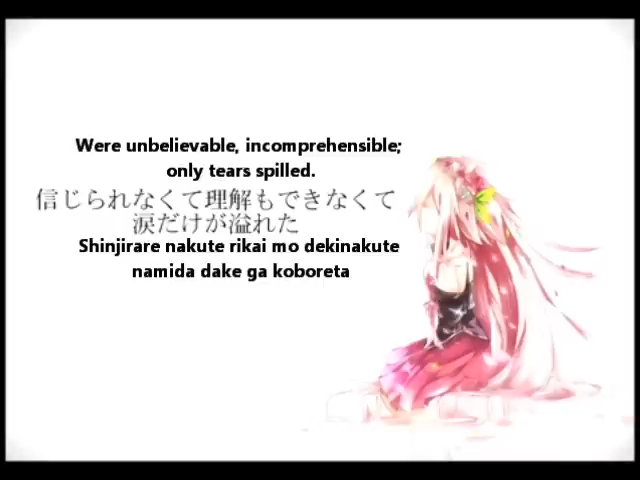 Were unbelievable, incomprehensible;
only tears spilled.
信じられなくて理解もできなくて
涙だけが溢れた
Shinjirare nakute rikai mo dekinakute
namida dake ga koboreta